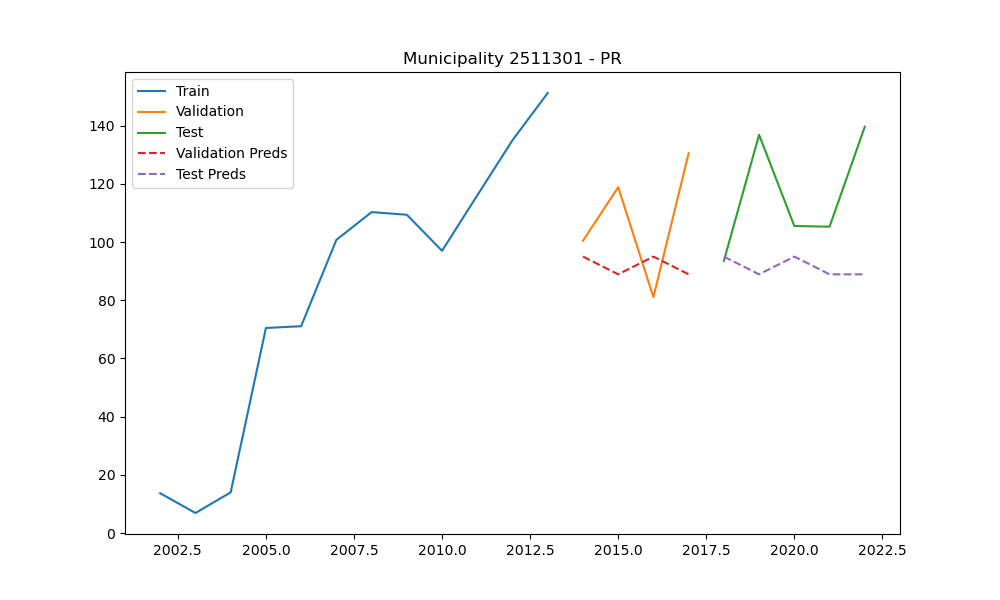 Municipality 2511301 - PR
Train
Validation
Test
Validation Preds
Test Preds
140
120
100
80
60
40
20
0
2002.5 2005.0 2007.5 2010.0 2012.5 2015.0 2017.5 2020.0 2022.5